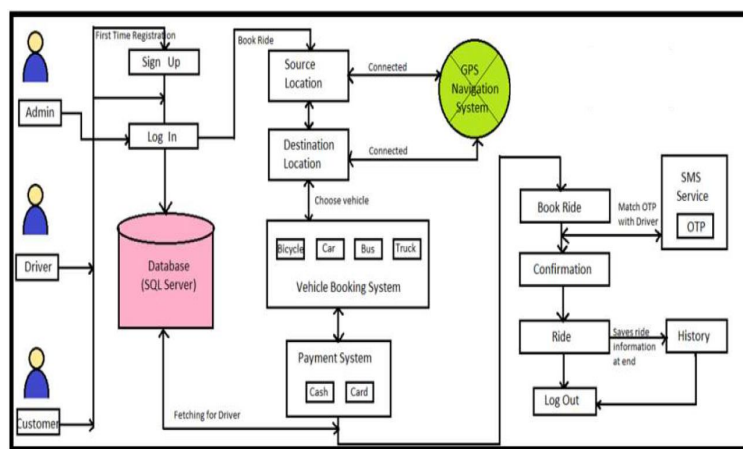 First Time Registration
Sign Up
Admin
Log In
Driver
Database
(SQL Server)
Customer
Fetching for Driver
Book Ride
Source
Location
Connected
GPS
Navigation
System
Destination
Location
Connected
Choose vehicle
Bicycle
Car
Bus
Truck
Vehicle Booking System
Payment System
Cash
Card
Book Ride
Match OTP
with Driver
SMS
Service
OTP
Confirmation
Ride
Saves ride
information
at end
History
Log Out